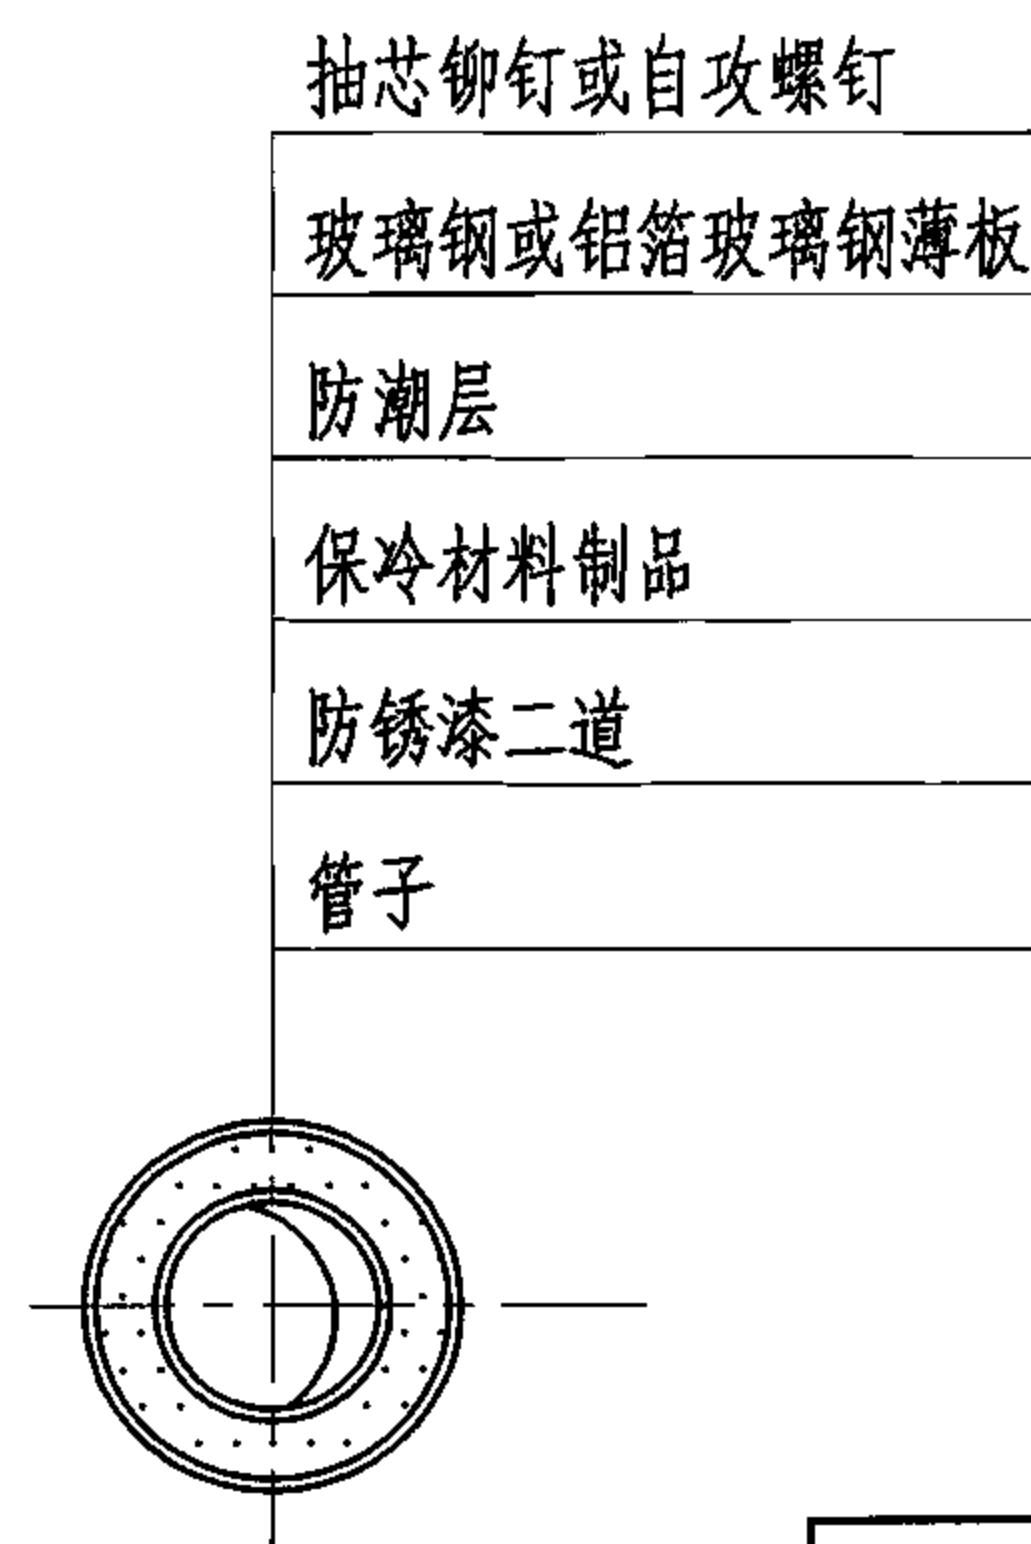 抽芯铆钉或自攻螺钉
玻璃钢或铝箔玻璃钢薄板
防潮层
保冷材料制品
防锈漆二道
管子